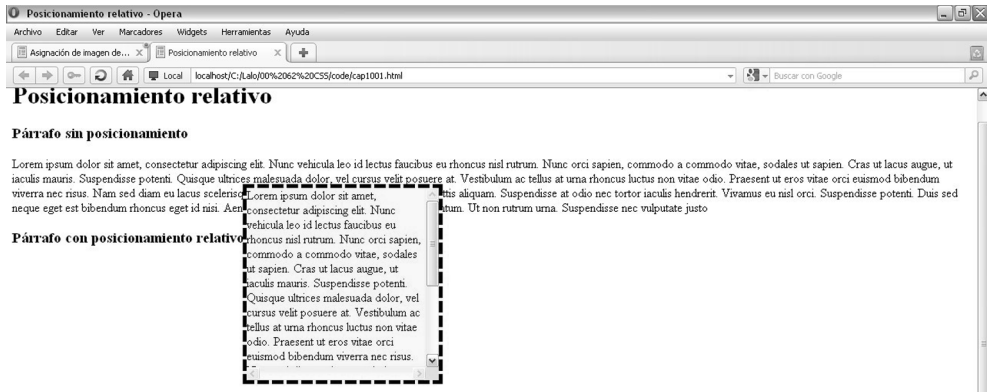 Posicionamiento relativo - Opera
Archivo Editar Ver Marcadores Widgets Herramientas Ayuda
Asignación de imagen de... Posicionamiento relativo
Local localhost/C:/Lalo/00%2062%20CSS/code/cap1001.html Buscar con Google
Posicionamiento relativo
Párrafo sin posicionamiento
Lorem ipsum dolor sit amet, consectetur adipiscing elit. Nunc vehicula leo id lectus faucibus eu rhoncus nisl rutrum. Nunc orci sapien, commodo a commodo vitae, sodales ut sapien. Cras ut lacus augue, ut
iaculis mauris. Suspendisse potenti. Quisque ultrices malesuada dolor, vel cursus velit posuere at. Vestibulum ac tellus at urna rhoncus luctus non vitae odio. Praesent ut eros vitae orci euismod bibendum
viverra nec risus. Nam sed diam eu lacus scelerisq tis aliquam. Suspendisse at odio nec tortor iaculis hendrerit. Vivamus eu nisl orci. Suspendisse potenti. Duis sed
neque eget est bibendum rhoncus eget id nisi. Aen tum. Ut non rutrum urna. Suspendisse nec vulputate justo
Párrafo con posicionamiento relativo
Lorem ipsum dolor sit amet,
consectetur adipiscing elit. Nunc
vehicula leo id lectus faucibus eu
rhoncus nisl rutrum. Nunc orci sapien,
commodo a commodo vitae, sodales
ut sapien. Cras ut lacus augue, ut
iaculis mauris. Suspendisse potenti.
Quisque ultrices malesuada dolor, vel
cursus velit posuere at. Vestibulum ac
tellus at urna rhoncus luctus non vitae
odio. Praesent ut eros vitae orci
euismod bibendum viverra nec risus.